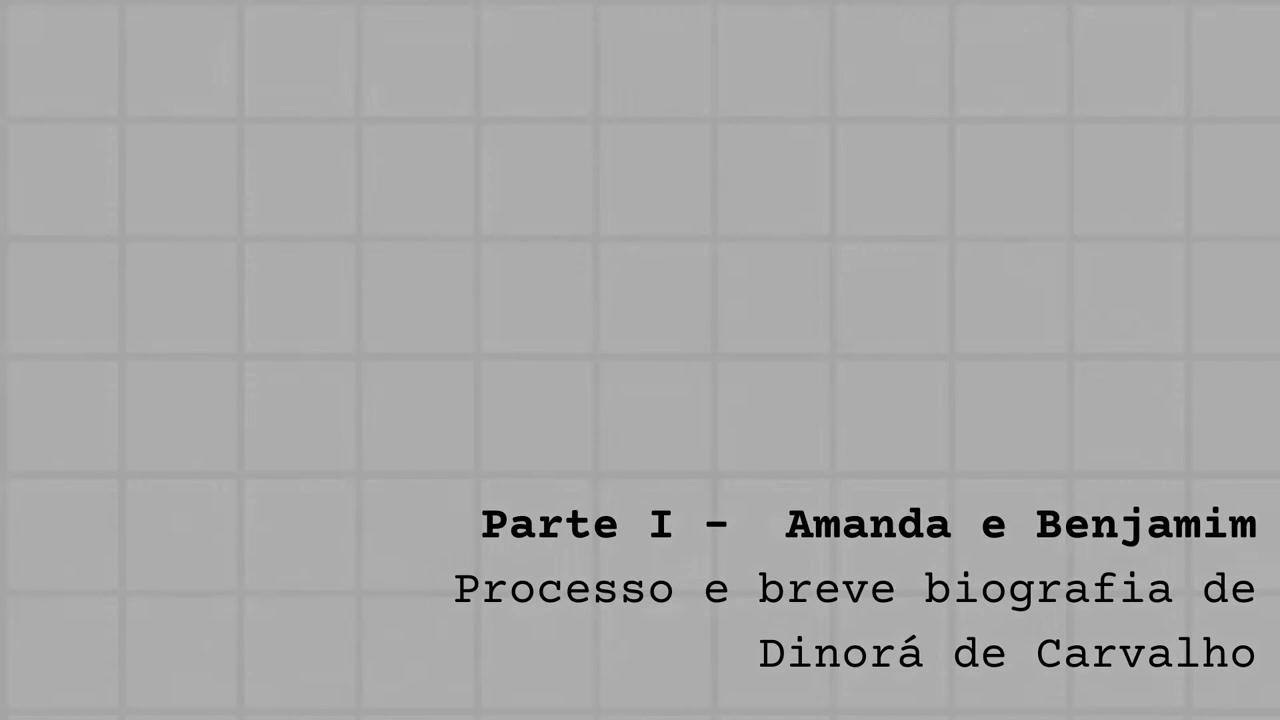 Parte I - Amanda e Benjamim
Processo e breve biografia de
Dinorá de Carvalho